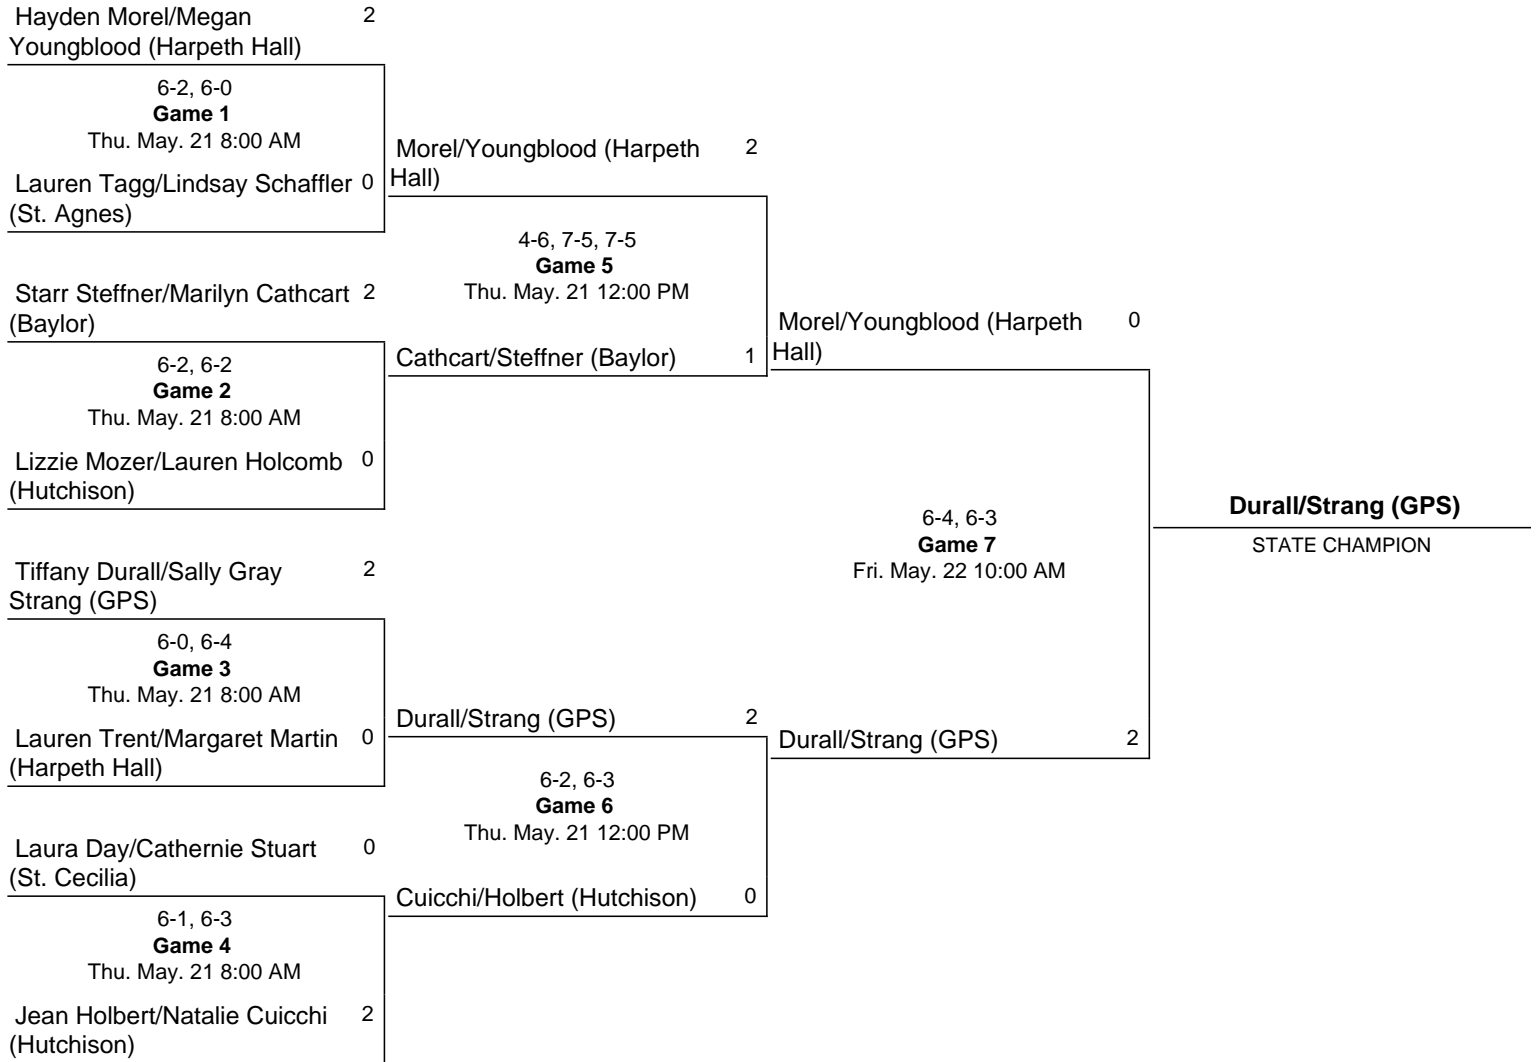 Hayden Morel/Megan 2
Youngblood (Harpeth Hall)
6-2, 6-0
Game 1
Thu. May. 21 8:00 AM
Lauren Tagg/Lindsay Schaffler 0
(St. Agnes)
Starr Steffner/Marilyn Cathcart 2
(Baylor)
6-2, 6-2
Game 2
Thu. May. 21 8:00 AM
Lizzie Mozer/Lauren Holcomb 0
(Hutchison)
Tiffany Durall/Sally Gray 2
Strang (GPS)
6-0, 6-4
Game 3
Thu. May. 21 8:00 AM
Lauren Trent/Margaret Martin 0
(Harpeth Hall)
Laura Day/Cathernie Stuart 0
(St. Cecilia)
6-1, 6-3
Game 4
Thu. May. 21 8:00 AM
Jean Holbert/Natalie Cuicchi 2
(Hutchison)
Morel/Youngblood (Harpeth 2
Hall)
4-6, 7-5, 7-5
Game 5
Thu. May. 21 12:00 PM
Cathcart/Steffner (Baylor) 1
Durall/Strang (GPS) 2
6-2, 6-3
Game 6
Thu. May. 21 12:00 PM
Cuicchi/Holbert (Hutchison) 0
Morel/Youngblood (Harpeth 0
Hall)
6-4, 6-3
Game 7
Fri. May. 22 10:00 AM
Durall/Strang (GPS) 2
Durall/Strang (GPS)
STATE CHAMPION